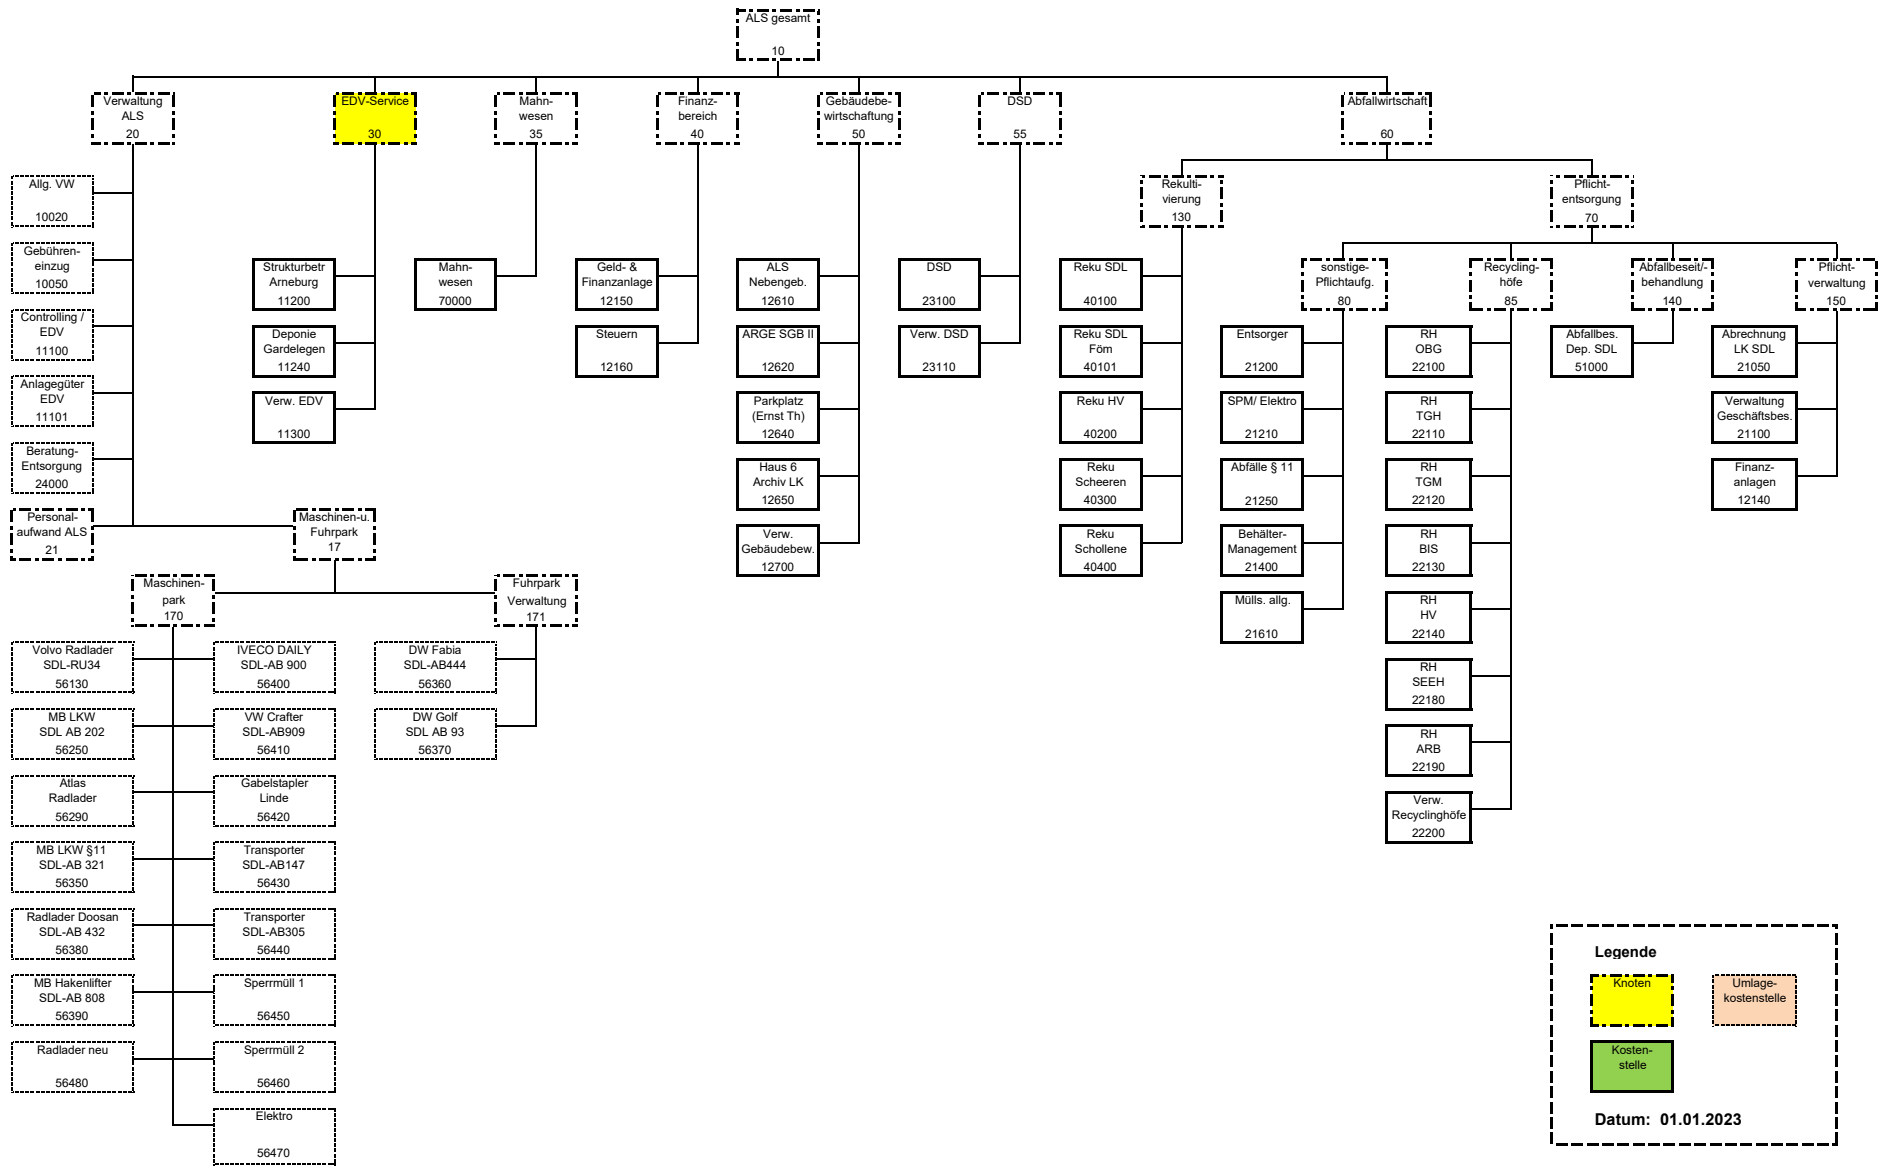 ALS gesamt
10
Verwaltung
ALS
20
EDV-Service
30
Mahn-
wesen
35
Finanz-
bereich
40
Gebäudebe-
wirtschaftung
50
DSD
55
Abfallwirtschaft
60
Rekulti-
vierung
130
Pflicht-
entsorgung
70
Allg. VW
10020
Gebühren-
einzug
10050
Controlling /
EDV
11100
Anlagegüter
EDV
11101
Beratung-
Entsorgung
24000
Personal-
aufwand ALS
21
Maschinen-u.
Fuhrpark
17
Maschinen-
park
170
Fuhrpark
Verwaltung
171
Volvo Radlader
SDL-RU34
56130
MB LKW
SDL AB 202
56250
Atlas
Radlader
56290
MB LKW §11
SDL-AB 321
56350
Radlader Doosan
SDL-AB 432
56380
MB Hakenlifter
SDL-AB 808
56390
Radlader neu
56480
IVECO DAILY
SDL-AB 900
56400
VW Crafter
SDL-AB909
56410
Gabelstapler
Linde
56420
Transporter
SDL-AB147
56430
Transporter
SDL-AB305
56440
Sperrmüll 1
56450
Sperrmüll 2
56460
Elektro
56470
DW Fabia
SDL-AB444
56360
DW Golf
SDL AB 93
56370
Strukturbetr
Arneburg
11200
Deponie
Gardelegen
11240
Verw. EDV
11300
Mahn-
wesen
70000
Geld- &
Finanzanlage
12150
Steuern
12160
ALS
Nebengeb.
12610
ARGE SGB II
12620
Parkplatz
(Ernst Th)
12640
Haus 6
Archiv LK
12650
Verw.
Gebäudebew.
12700
DSD
23100
Verw. DSD
23110
Reku SDL
40100
Reku SDL
Föm
40101
Reku HV
40200
Reku
Scheeren
40300
Reku
Schollene
40400
sonstige-
Pflichtaufg.
80
Entsorger
21200
SPM/ Elektro
21210
Abfälle § 11
21250
Behälter-
Management
21400
Mülls. allg.
21610
Recycling-
höfe
85
RH
OBG
22100
RH
TGH
22110
RH
TGM
22120
RH
BIS
22130
RH
HV
22140
RH
SEEH
22180
RH
ARB
22190
Verw.
Recyclinghöfe
22200
Abfallbeseit/-
behandlung
140
Abfallbes.
Dep. SDL
51000
Pflicht-
verwaltung
150
Abrechnung
LK SDL
21050
Verwaltung
Geschäftsbes.
21100
Finanz-
anlagen
12140
Legende
Knoten
Umlage-
kostenstelle
Kosten-
stelle
Datum: 01.01.2023